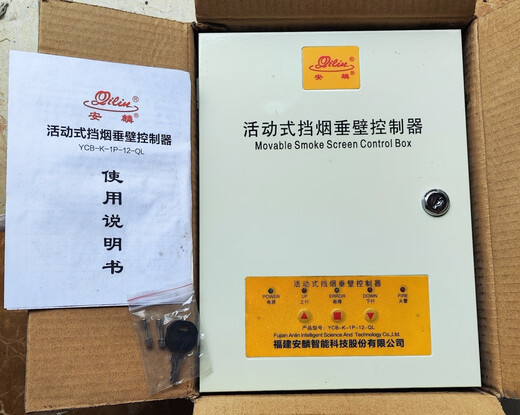 Qilin
安麟
活动式挡烟垂壁控制器
YCB-K-1P-12-QL
使用说明书
Qilin
安麟
活动式挡烟垂壁控制器
Movable Smoke Screen Control Box
活动式挡烟垂壁控制器
POWER UP ERROR DOWN FIRE
电源 上行 故障 下行 火警
产品型号: YCB-K-1P-12-QL
Fujian Anlin Intelligent Science And Technology Co.,Ltd.
福建安麟智能科技股份有限公司